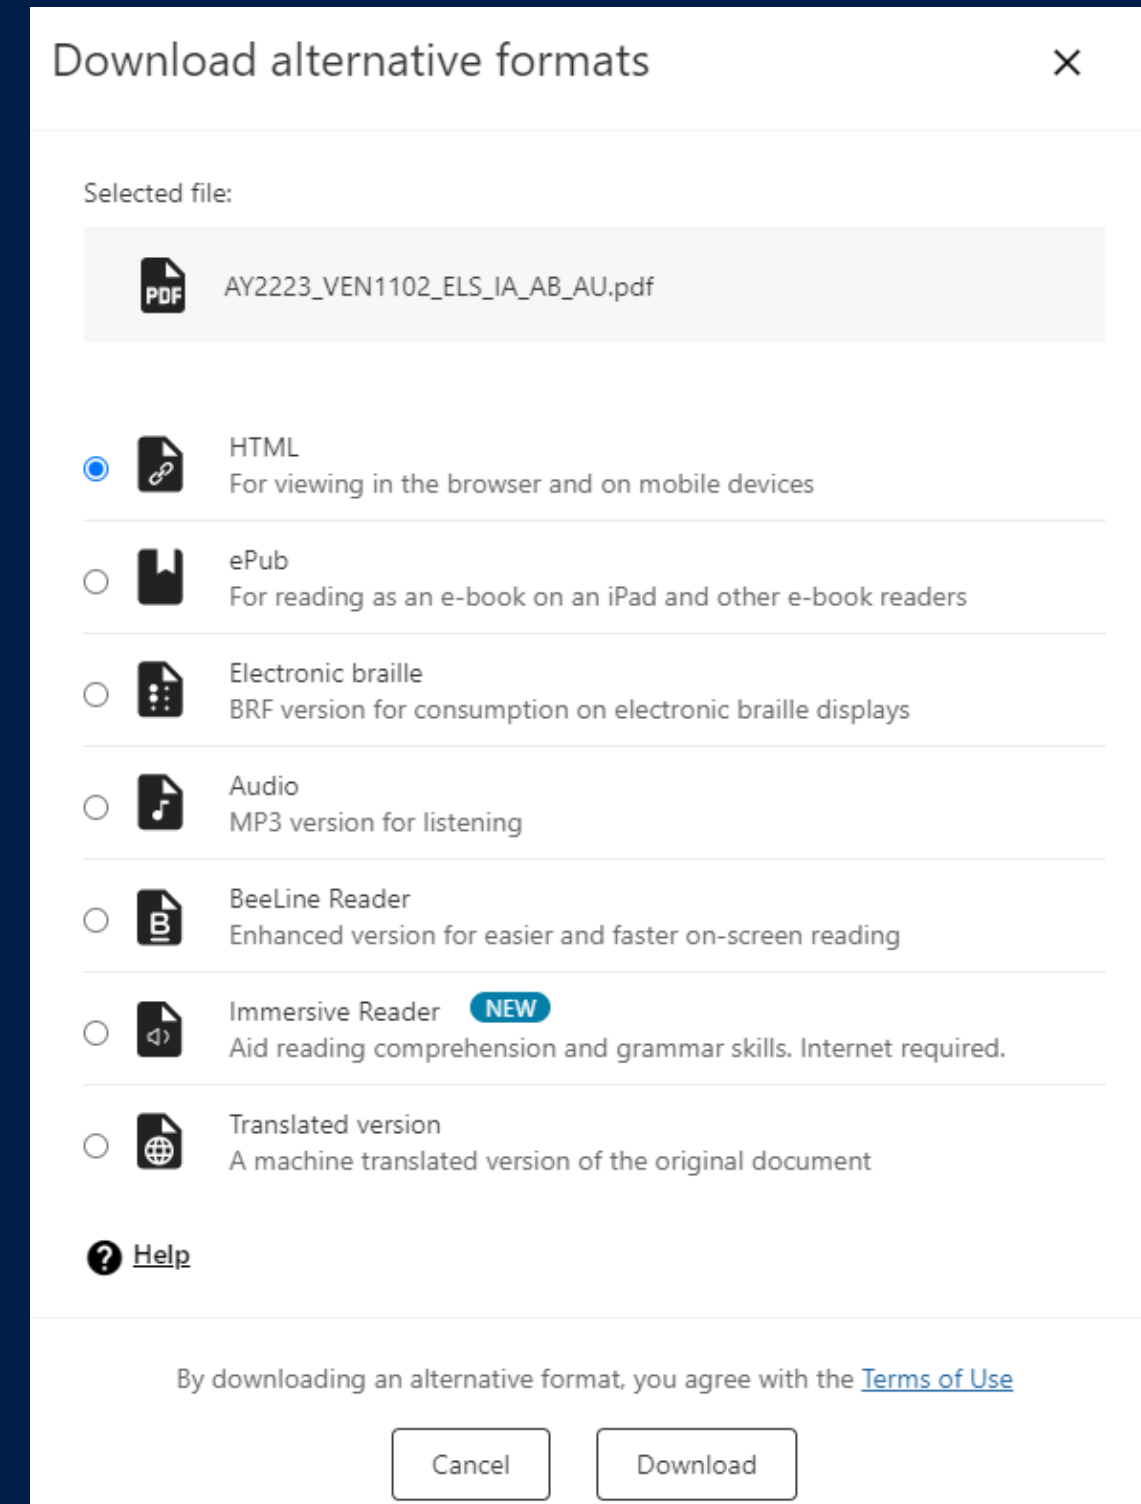 Download alternative formats
Selected file:
PDF
AY2223_VEN1102_ELS_IA_AB_AU.pdf
HTML
For viewing in the browser and on mobile devices
ePub
For reading as an e-book on an iPad and other e-book readers
Electronic braille
BRF version for consumption on electronic braille displays
Audio
MP3 version for listening
B
BeeLine Reader
Enhanced version for easier and faster on-screen reading
Immersive Reader NEW
Aid reading comprehension and grammar skills. Internet required.
Translated version
A machine translated version of the original document
? Help
By downloading an alternative format, you agree with the Terms of Use
Cancel Download